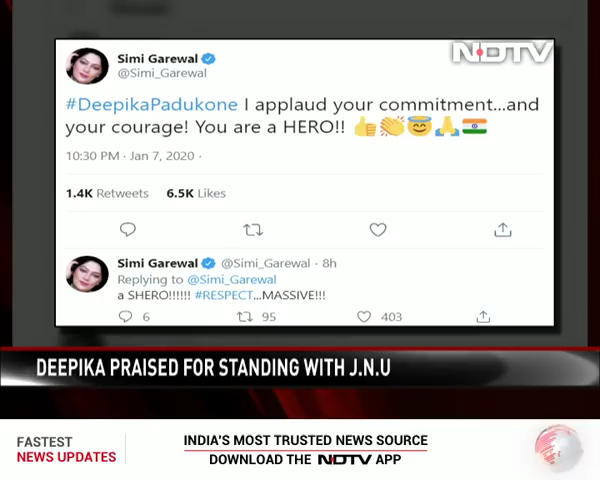 NDTV
Simi Garewal
@Simi_Garewal
#DeepikaPadukone I applaud your commitment...and
your courage! You are a HERO!! 👍👏😇🙏🇮🇳
10:30 PM · Jan 7, 2020 ·
1.4K Retweets 6.5K Likes
Simi Garewal @Simi_Garewal · 8h
Replying to @Simi_Garewal
a SHERO!!!!!! #RESPECT...MASSIVE!!!
6 95 403
DEEPIKA PRAISED FOR STANDING WITH J.N.U
FASTEST
NEWS UPDATES
INDIA'S MOST TRUSTED NEWS SOURCE
DOWNLOAD THE NDTV APP